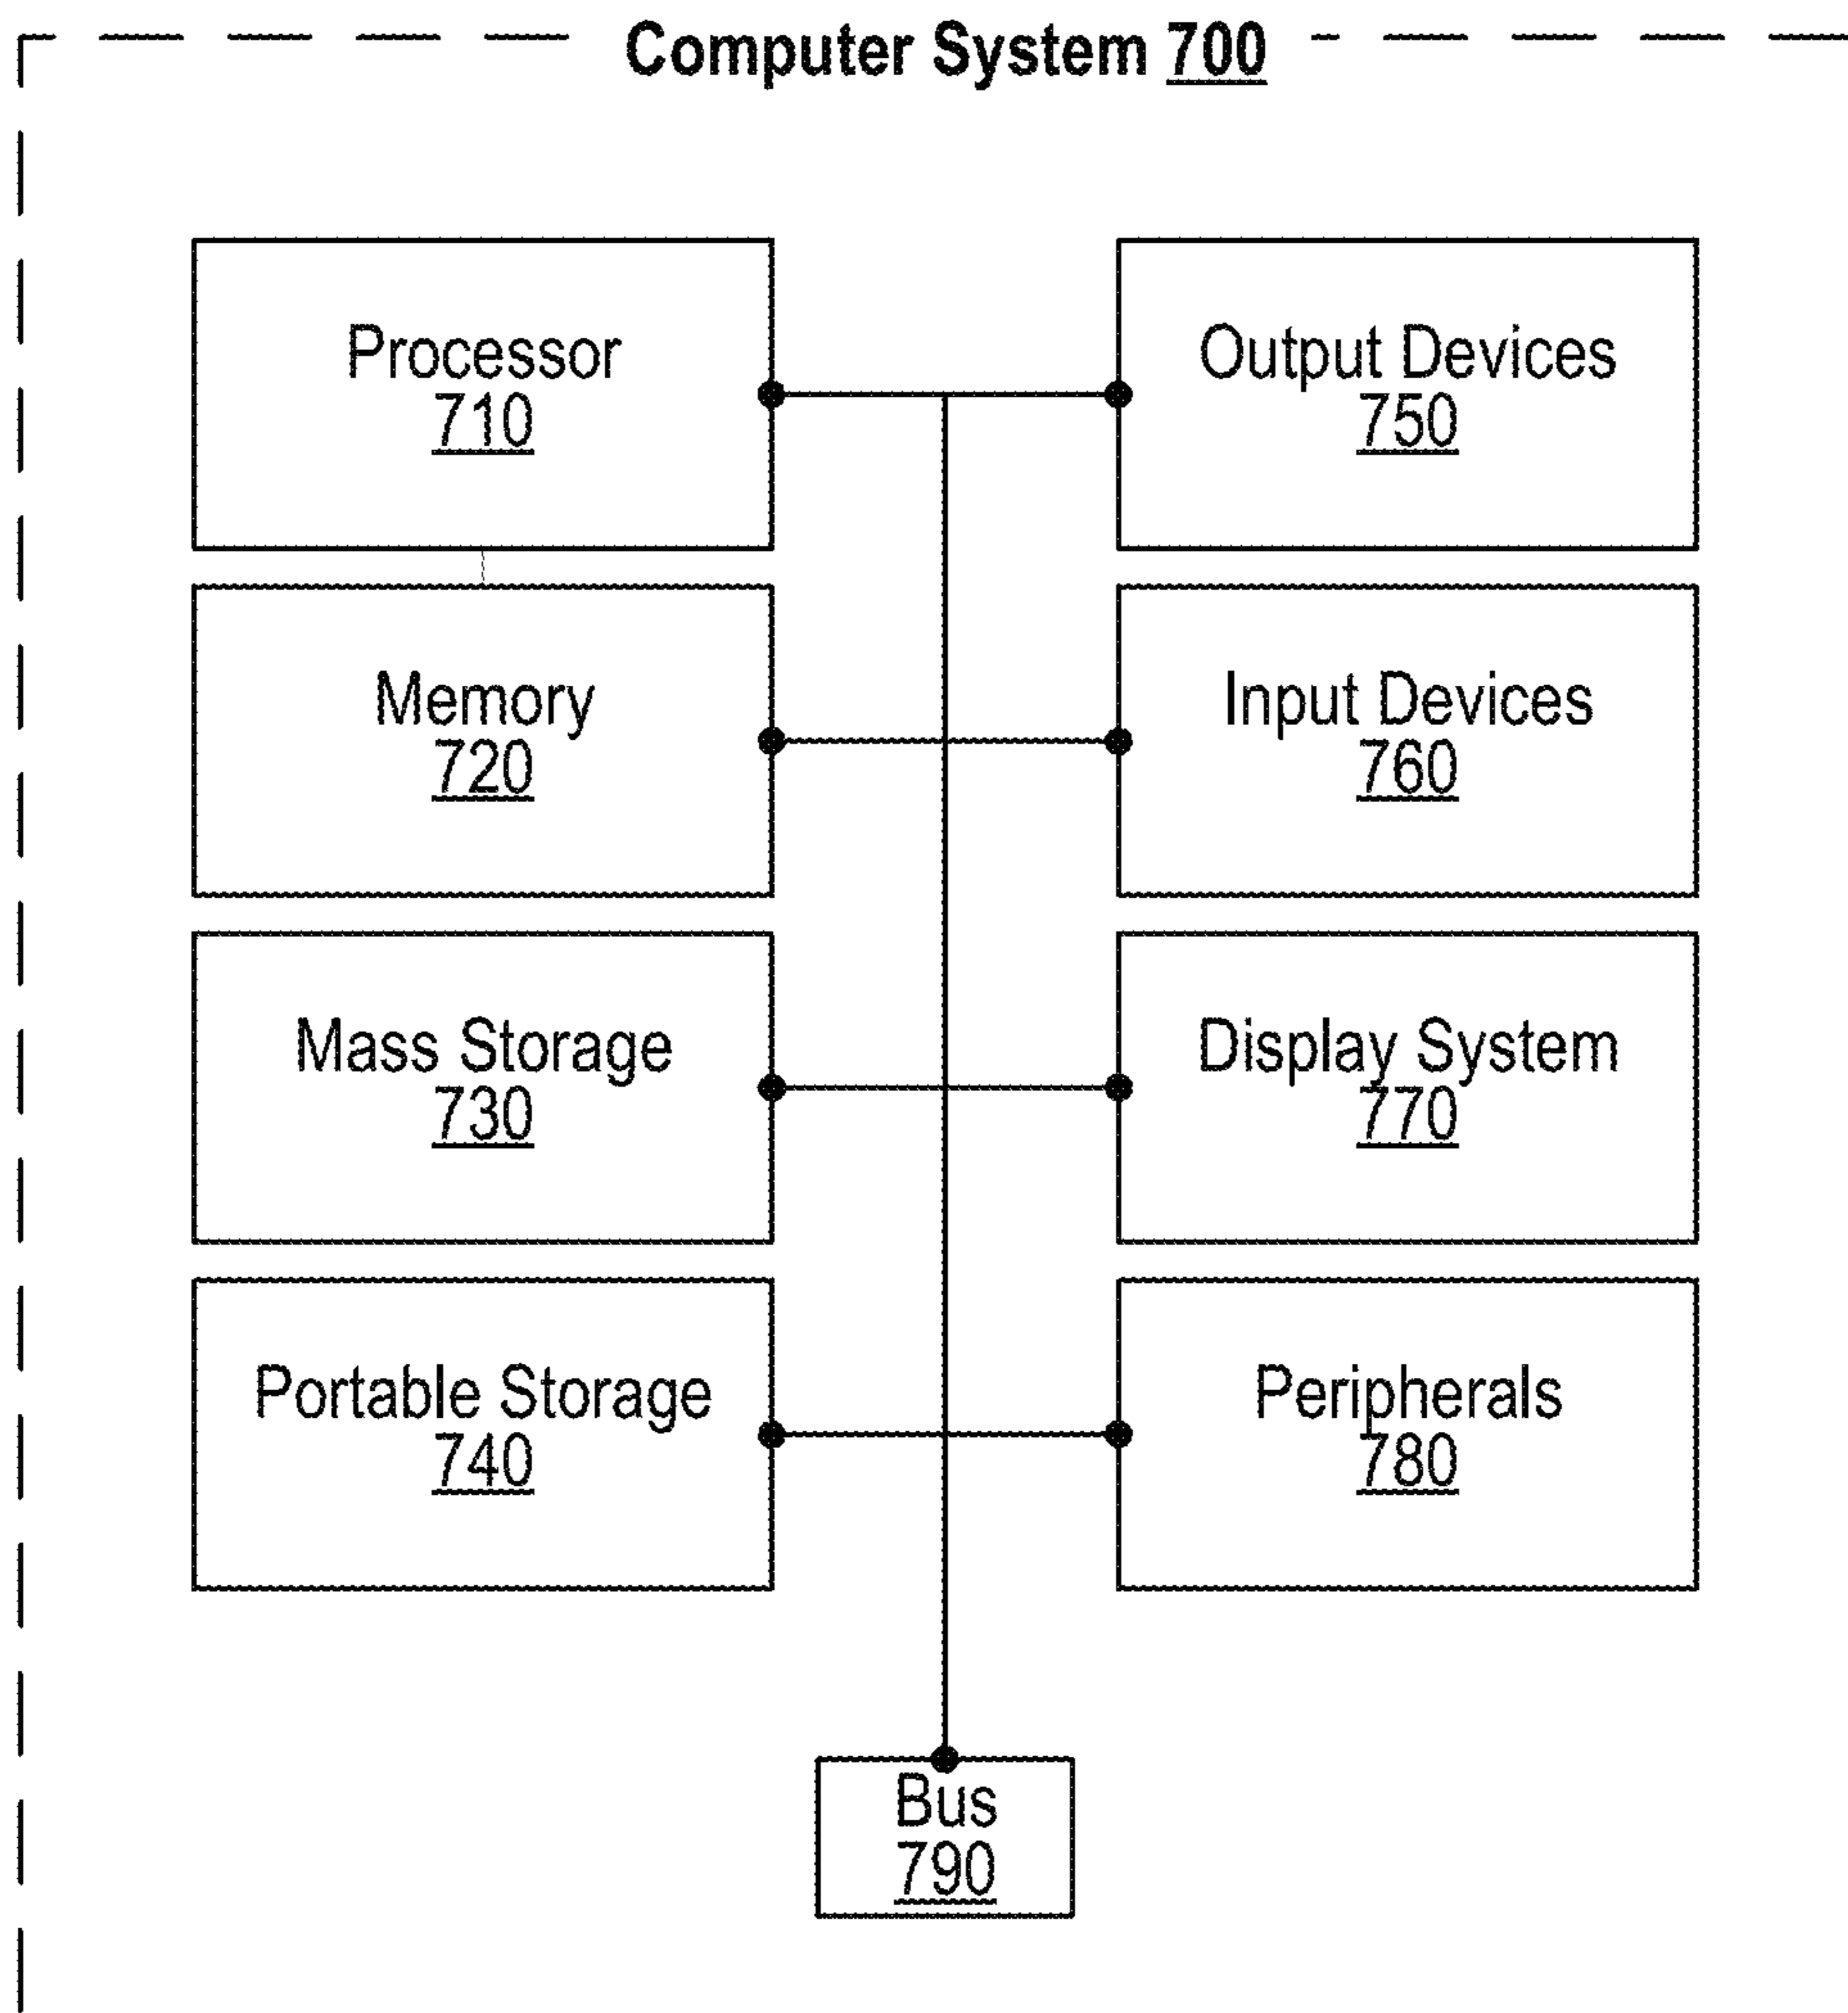 Computer System 700
Processor
710
Output Devices
750
Memory
720
Input Devices
760
Mass Storage
730
Display System
770
Portable Storage
740
Peripherals
780
Bus
790